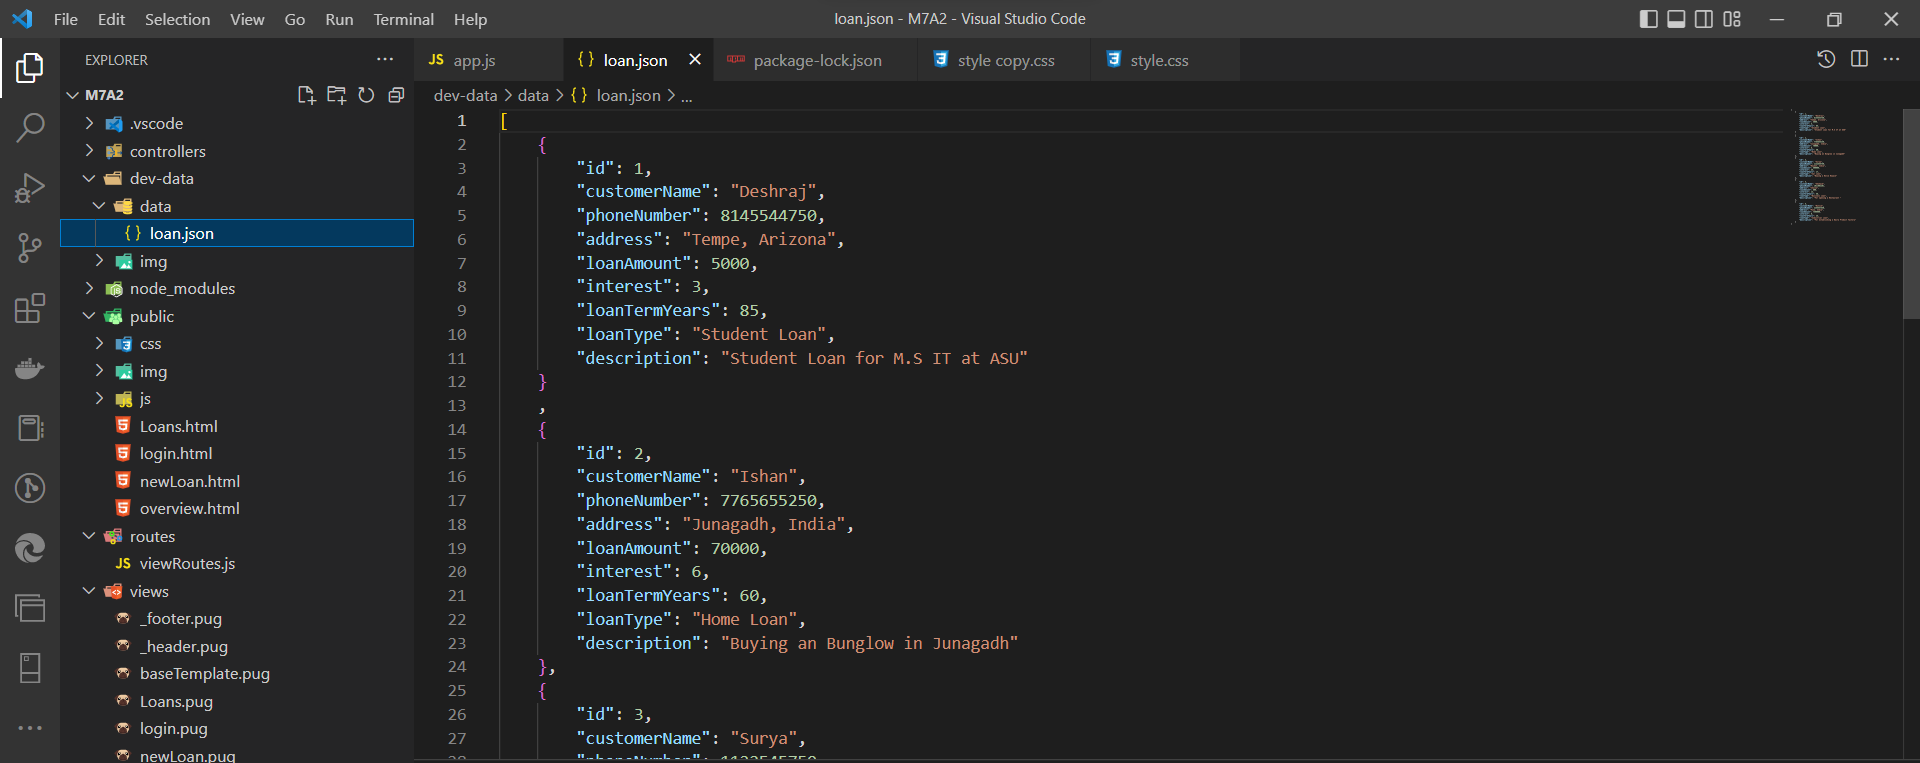 File Edit Selection View Go Run Terminal Help
loan.json - M7A2 - Visual Studio Code
EXPLORER
M7A2
.vscode
controllers
dev-data
data
{} loan.json
img
node_modules
public
css
img
js
Loans.html
login.html
newLoan.html
overview.html
routes
JS viewRoutes.js
views
_footer.pug
_header.pug
baseTemplate.pug
Loans.pug
login.pug
newLoan.pug
JS app.js {} loan.json package-lock.json style copy.css style.css
dev-data > data > {} loan.json > ...
1 [
2 {
3 "id": 1,
4 "customerName": "Deshraj",
5 "phoneNumber": 8145544750,
6 "address": "Tempe, Arizona",
7 "loanAmount": 5000,
8 "interest": 3,
9 "loanTermYears": 85,
10 "loanType": "Student Loan",
11 "description": "Student Loan for M.S IT at ASU"
12 }
13 ,
14 {
15 "id": 2,
16 "customerName": "Ishan",
17 "phoneNumber": 7765655250,
18 "address": "Junagadh, India",
19 "loanAmount": 70000,
20 "interest": 6,
21 "loanTermYears": 60,
22 "loanType": "Home Loan",
23 "description": "Buying an Bunglow in Junagadh"
24 },
25 {
26 "id": 3,
27 "customerName": "Surya",
28 "phoneNumber":